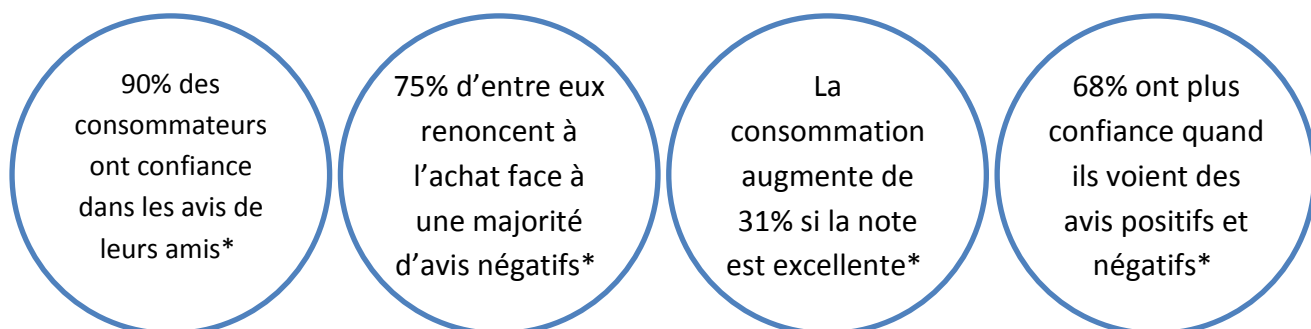 90% des
consommateurs
ont confiance
dans les avis de
leurs amis*
75% d’entre eux
renoncent à
l’achat face à
une majorité
d’avis négatifs*
La
consommation
augmente de
31% si la note
est excellente*
68% ont plus
confiance quand
ils voient des
avis positifs et
négatifs*